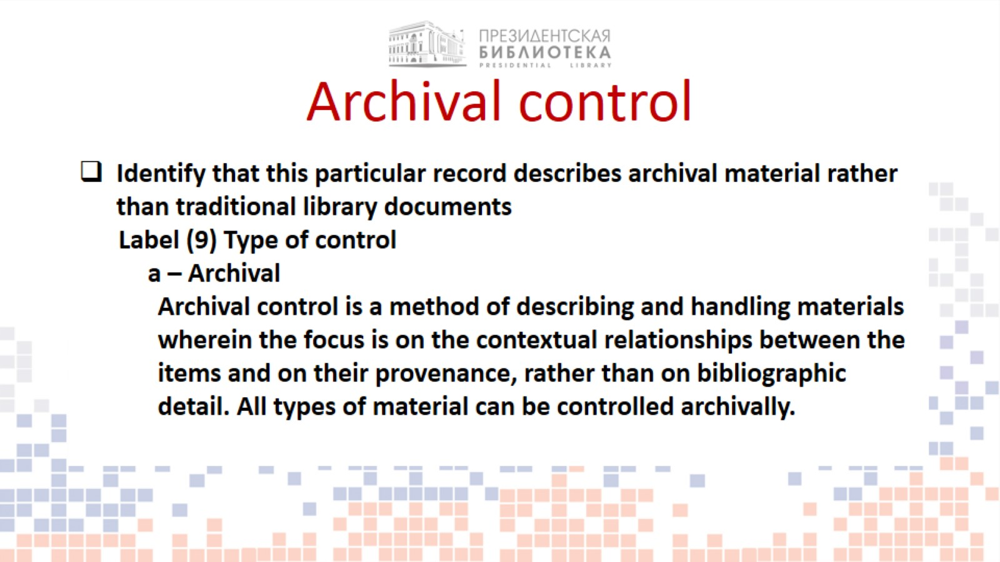 ПРЕЗИДЕНТСКАЯ
БИБЛИОТЕКА
PRESIDENTIAL LIBRARY
Archival control
❑ Identify that this particular record describes archival material rather
than traditional library documents
Label (9) Type of control
a – Archival
Archival control is a method of describing and handling materials
wherein the focus is on the contextual relationships between the
items and on their provenance, rather than on bibliographic
detail. All types of material can be controlled archivally.